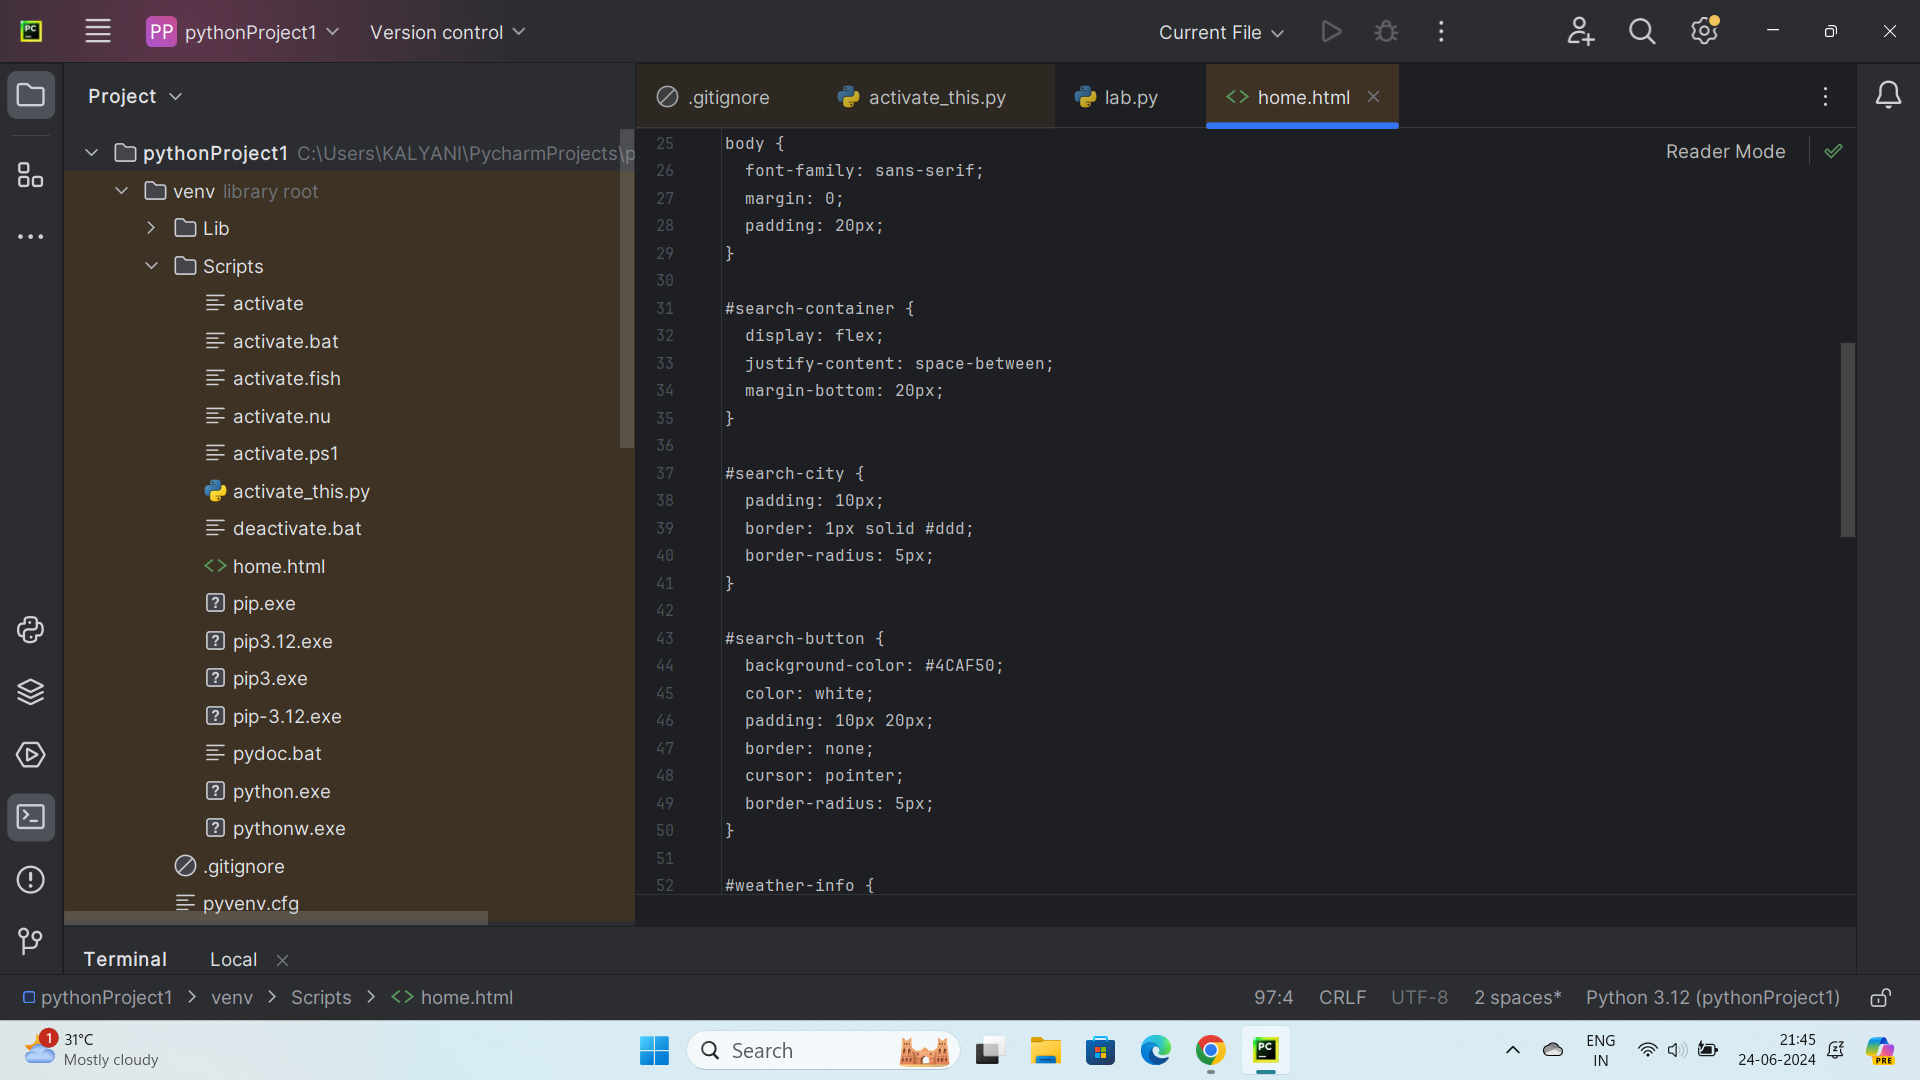 PC
PP pythonProject1
Version control
Current File
Project
.gitignore
activate_this.py
lab.py
<> home.html
pythonProject1 C:\Users\KALYANI\PycharmProjects\p
venv library root
Lib
Scripts
activate
activate.bat
activate.fish
activate.nu
activate.ps1
activate_this.py
deactivate.bat
<> home.html
pip.exe
pip3.12.exe
pip3.exe
pip-3.12.exe
pydoc.bat
python.exe
pythonw.exe
.gitignore
pyvenv.cfg
Reader Mode
25 body {
26 font-family: sans-serif;
27 margin: 0;
28 padding: 20px;
29 }
30
31 #search-container {
32 display: flex;
33 justify-content: space-between;
34 margin-bottom: 20px;
35 }
36
37 #search-city {
38 padding: 10px;
39 border: 1px solid #ddd;
40 border-radius: 5px;
41 }
42
43 #search-button {
44 background-color: #4CAF50;
45 color: white;
46 padding: 10px 20px;
47 border: none;
48 cursor: pointer;
49 border-radius: 5px;
50 }
51
52 #weather-info {
Terminal
Local
pythonProject1 > venv > Scripts > <> home.html
97:4
CRLF
UTF-8
2 spaces*
Python 3.12 (pythonProject1)
1
31°C
Mostly cloudy
Search
PC
ENG
IN
21:45
24-06-2024
PRE